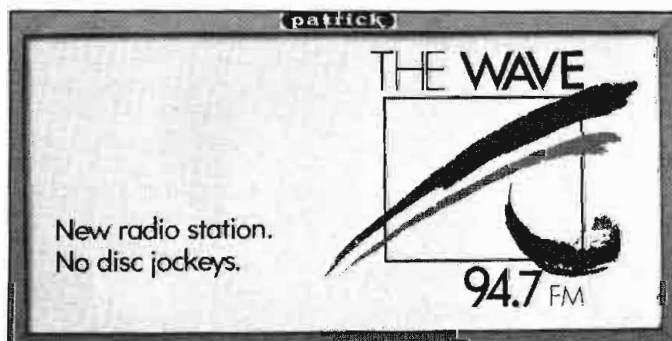 patrick
THE WAVE
New radio station.
No disc jockeys.
94.7 FM